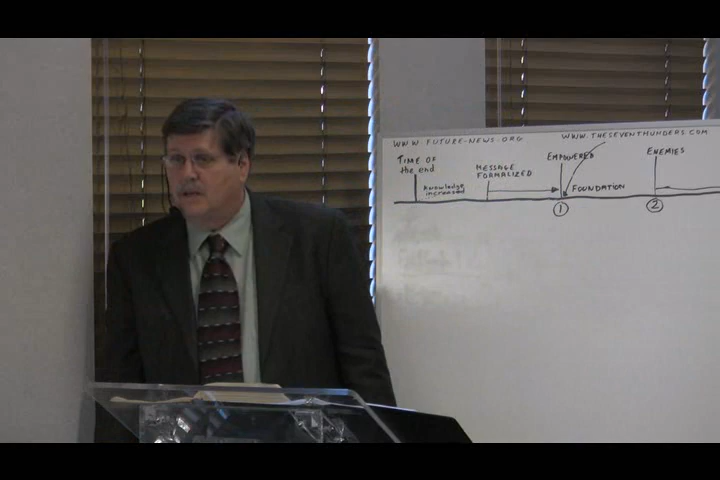 WWW.FUTURE-NEWS.ORG
WWW.THESEVENTHUNDERS.COM
TIME OF
the end
Knowledge
increased
MESSAGE
FORMALIZED
EMPOWERED
FOUNDATION
ENEMIES
1
2